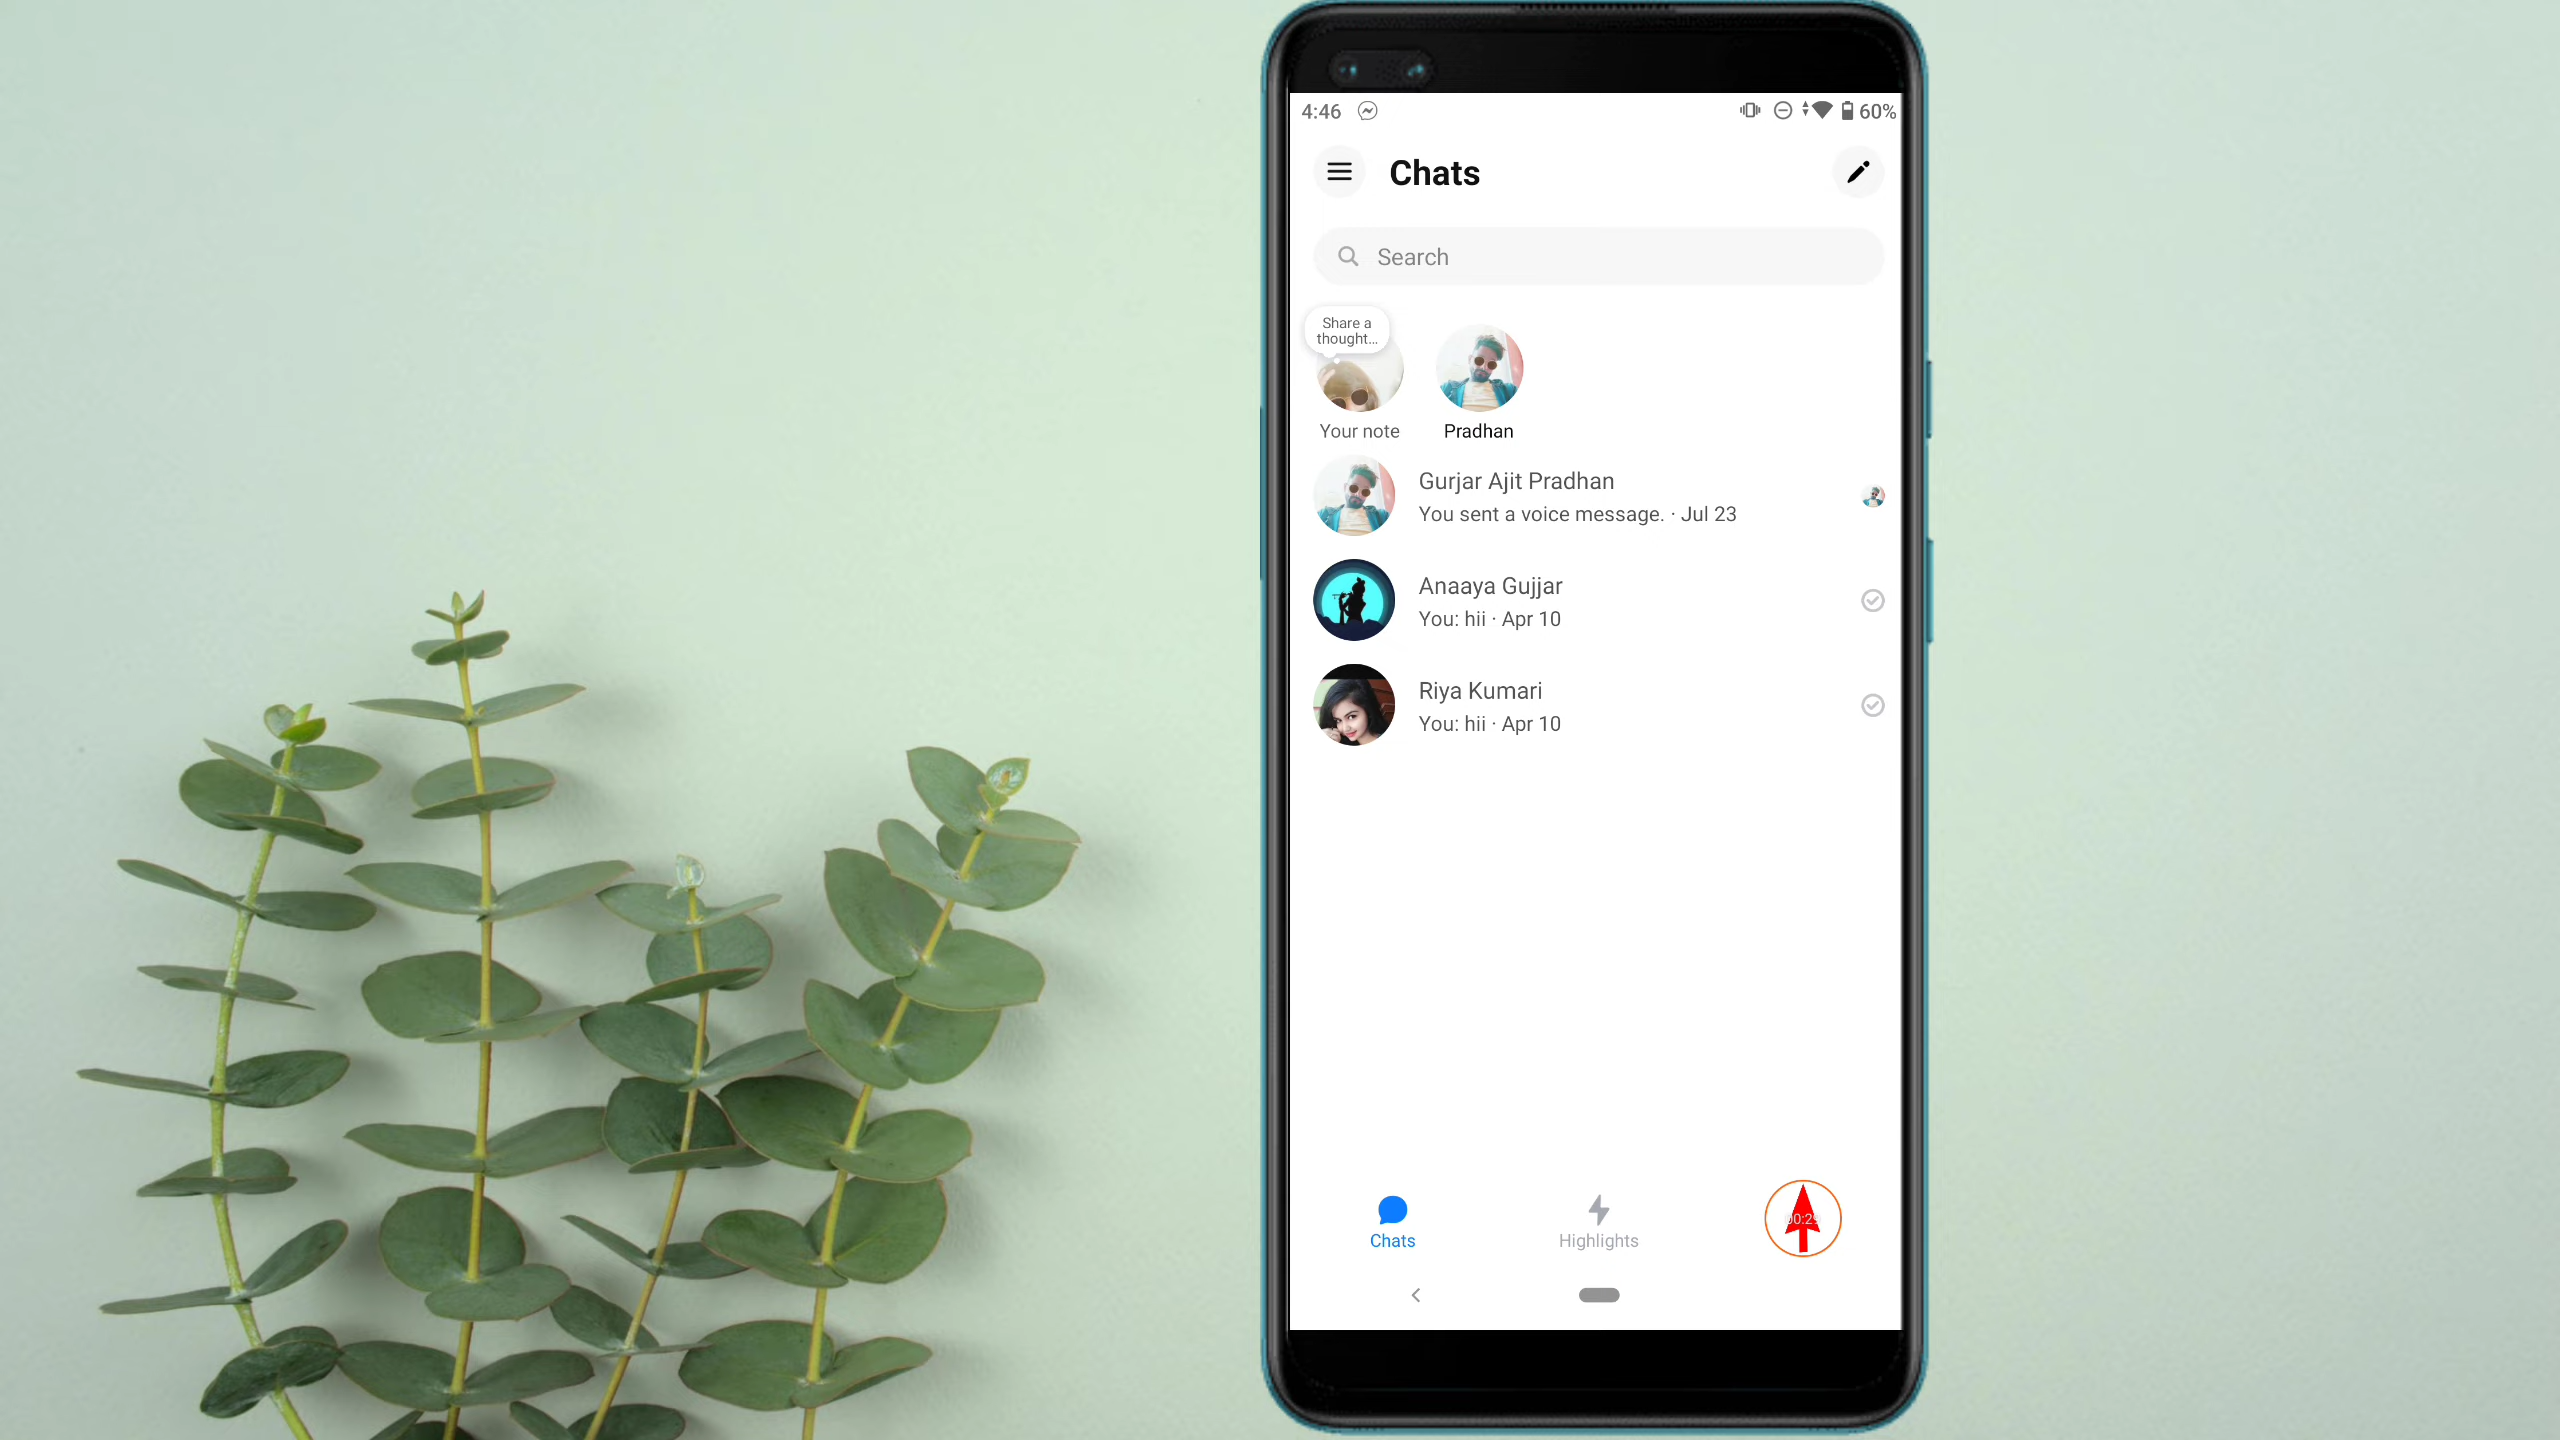 4:46
60%
Chats
Search
Share a
thought...
Your note
Pradhan
Gurjar Ajit Pradhan
You sent a voice message. · Jul 23
Anaaya Gujjar
You: hii · Apr 10
Riya Kumari
You: hii · Apr 10
Chats
Highlights